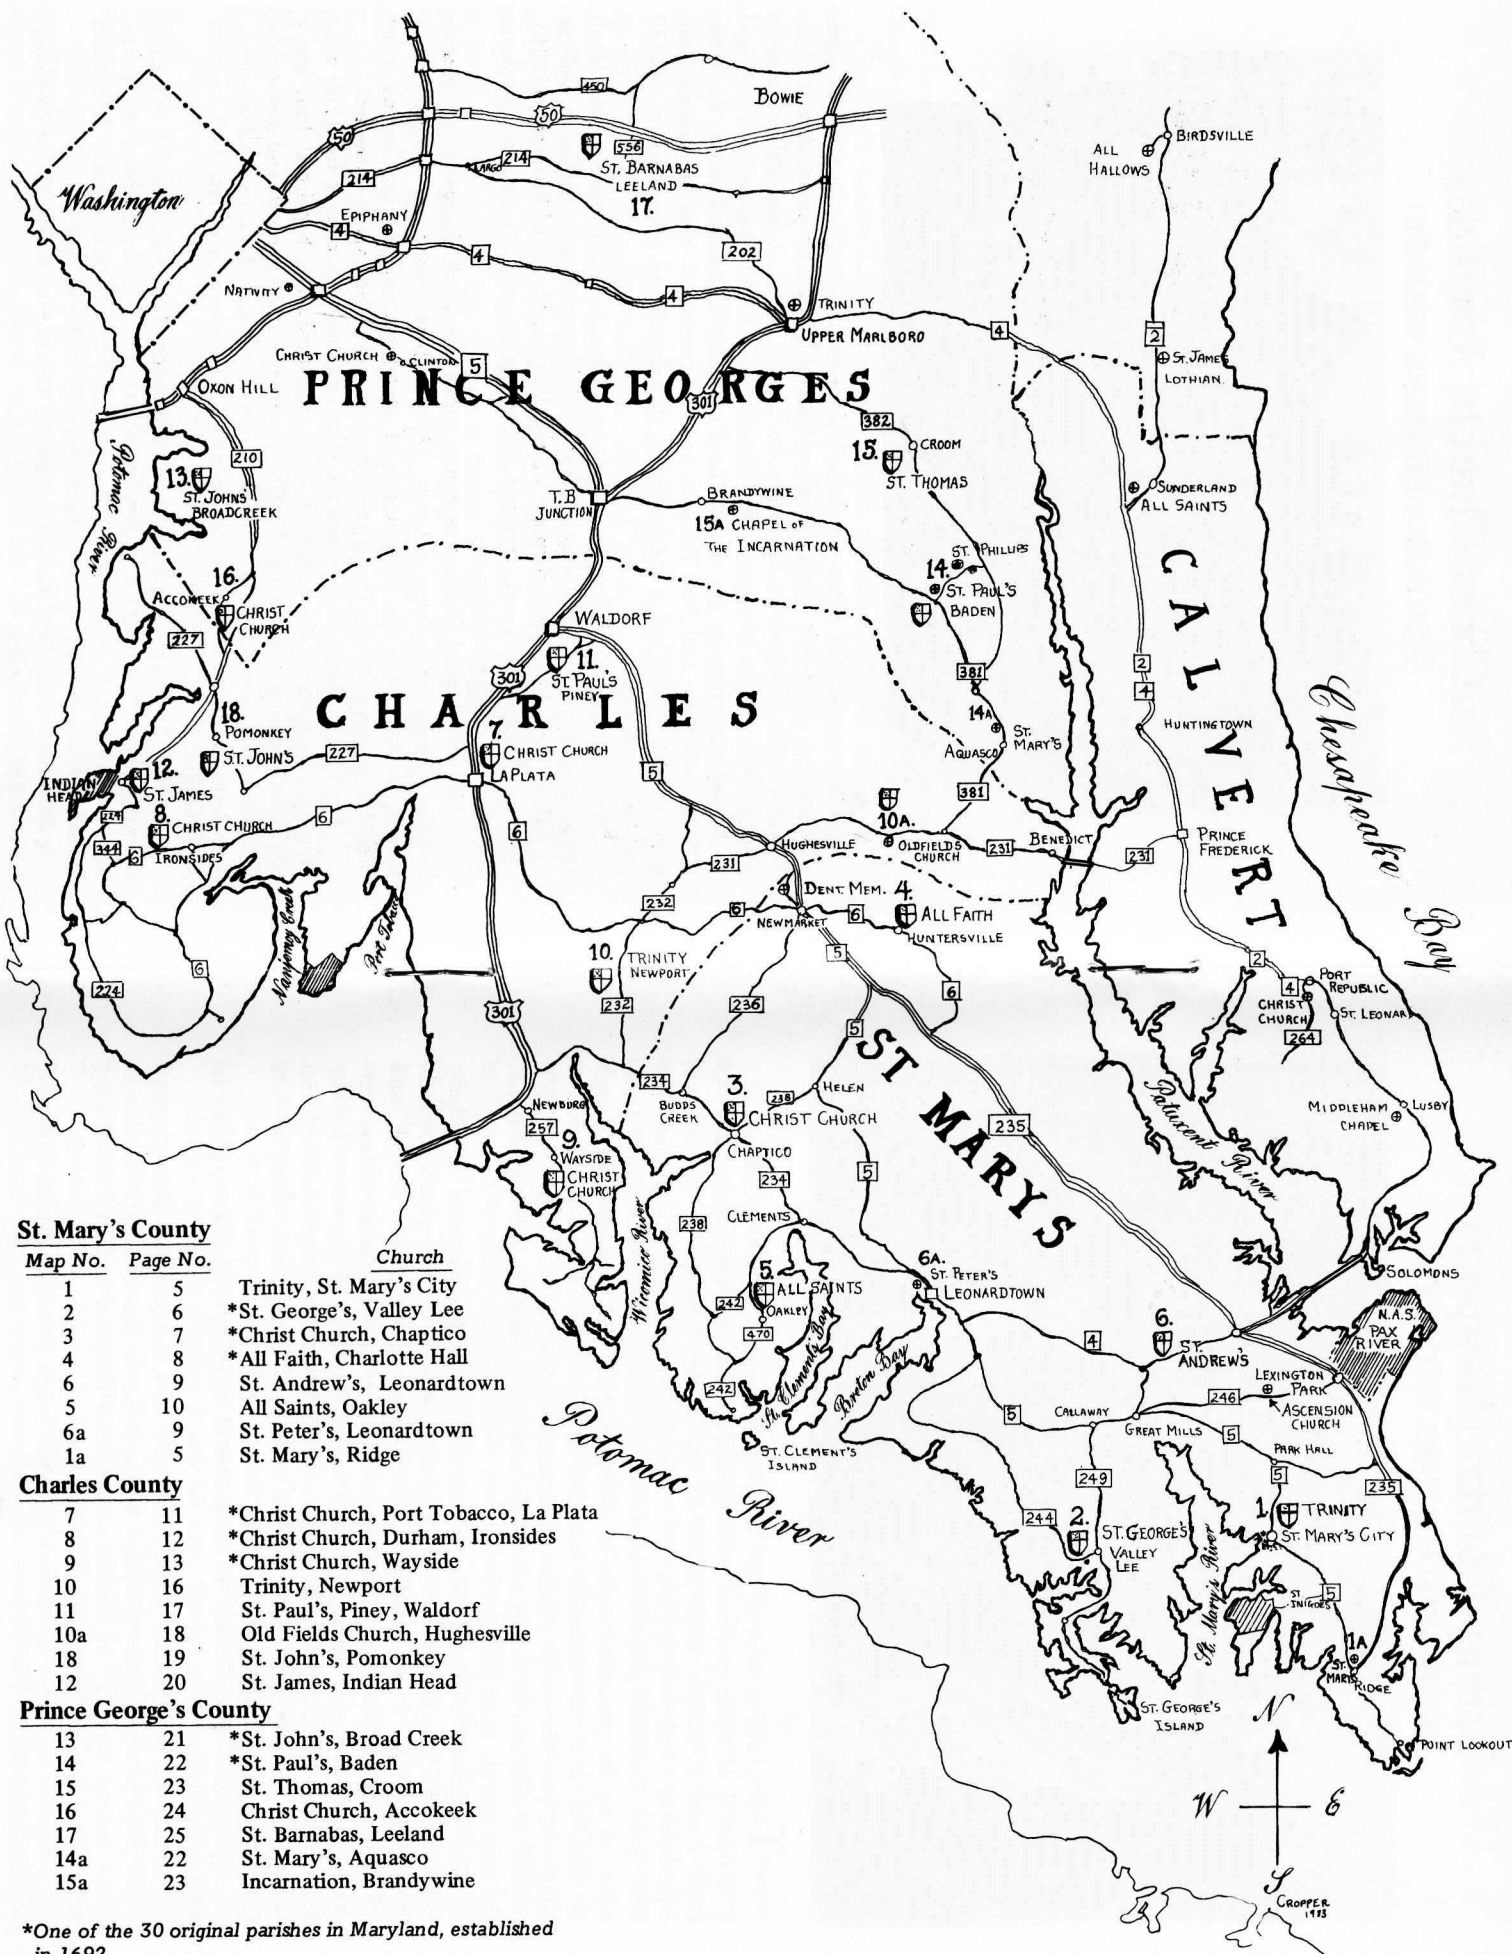 450
BOWIE
50
50
556
ST. BARNABAS
LEELAND
17.
214
LARGO
214
Washington
EPIPHANY
4
4
202
4
NATIVITY
TRINITY
UPPER MARLBORO
4
ALL
HALLOWS
BIRDSVILLE
2
ST. JAMES
LOTHIAN
CHRIST CHURCH
CLINTON
5
OXON HILL
PRINCE GEORGES
301
382
CROOM
15.
ST. THOMAS
210
13.
ST. JOHNS'
BROADCREEK
Potomac River
T.B
JUNCTION
BRANDYWINE
15A CHAPEL OF
THE INCARNATION
SUNDERLAND
ALL SAINTS
ST. PHILLIPS
14.
ST. PAUL'S
BADEN
CALVERT
16.
ACCOKEEK
CHRIST
CHURCH
227
WALDORF
11.
ST. PAUL'S
PINEY
301
381
2
4
14A
ST.
MARY'S
AQUASCO
381
HUNTINGTOWN
Chesapeake Bay
CHARLES
18.
POMONKEY
ST. JOHN'S
227
7.
CHRIST CHURCH
LAPLATA
5
INDIAN
HEAD
12.
ST. JAMES
224
8.
CHRIST CHURCH
344
6
IRONSIDES
6
6
10A.
OLDFIELDS
CHURCH
231
BENEDICT
231
PRINCE
FREDERICK
HUGHESVILLE
231
232
DENT. MEM.
4.
ALL FAITH
6
NEWMARKET
6
HUNTERSVILLE
5
Nanjemoy Creek
Port Tobacco
6
224
10.
TRINITY
NEWPORT
232
236
6
301
5
2
4
PORT
REPUBLIC
CHRIST
CHURCH
ST. LEONAR
264
ST MARYS
234
BUDDS
CREEK
3.
238
HELEN
CHRIST CHURCH
CHAPTICO
235
Patuxent River
MIDDLEHAM
CHAPEL
LUSBY
NEWBURG
257
9.
WAYSIDE
CHRIST
CHURCH
234
5
238
CLEMENTS
Wicomico River
5.
ALL SAINTS
242
OAKLEY
470
242
St. Clements Bay
Breton Bay
6A.
ST. PETER'S
LEONARDTOWN
SOLOMONS
N.A.S.
PAX
RIVER
4
6.
ST.
ANDREW'S
LEXINGTON
PARK
246
ASCENSION
CHURCH
5
CALLAWAY
GREAT MILLS
5
PARK HALL
5
235
ST. CLEMENT'S
ISLAND
Potomac River
249
244
2.
ST. GEORGE'S
VALLEY
LEE
1.
TRINITY
ST. MARY'S CITY
St. Mary's River
ST
INIGOES
5
1A
ST.
MARYS
RIDGE
ST. GEORGE'S
ISLAND
POINT LOOKOUT
N
W E
S
CROPPER
1983
St. Mary's County
Map No. Page No. Church
1 5 Trinity, St. Mary's City
2 6 *St. George's, Valley Lee
3 7 *Christ Church, Chaptico
4 8 *All Faith, Charlotte Hall
6 9 St. Andrew's, Leonardtown
5 10 All Saints, Oakley
6a 9 St. Peter's, Leonardtown
1a 5 St. Mary's, Ridge
Charles County
7 11 *Christ Church, Port Tobacco, La Plata
8 12 *Christ Church, Durham, Ironsides
9 13 *Christ Church, Wayside
10 16 Trinity, Newport
11 17 St. Paul's, Piney, Waldorf
10a 18 Old Fields Church, Hughesville
18 19 St. John's, Pomonkey
12 20 St. James, Indian Head
Prince George's County
13 21 *St. John's, Broad Creek
14 22 *St. Paul's, Baden
15 23 St. Thomas, Croom
16 24 Christ Church, Accokeek
17 25 St. Barnabas, Leeland
14a 22 St. Mary's, Aquasco
15a 23 Incarnation, Brandywine
*One of the 30 original parishes in Maryland, established
in 1692